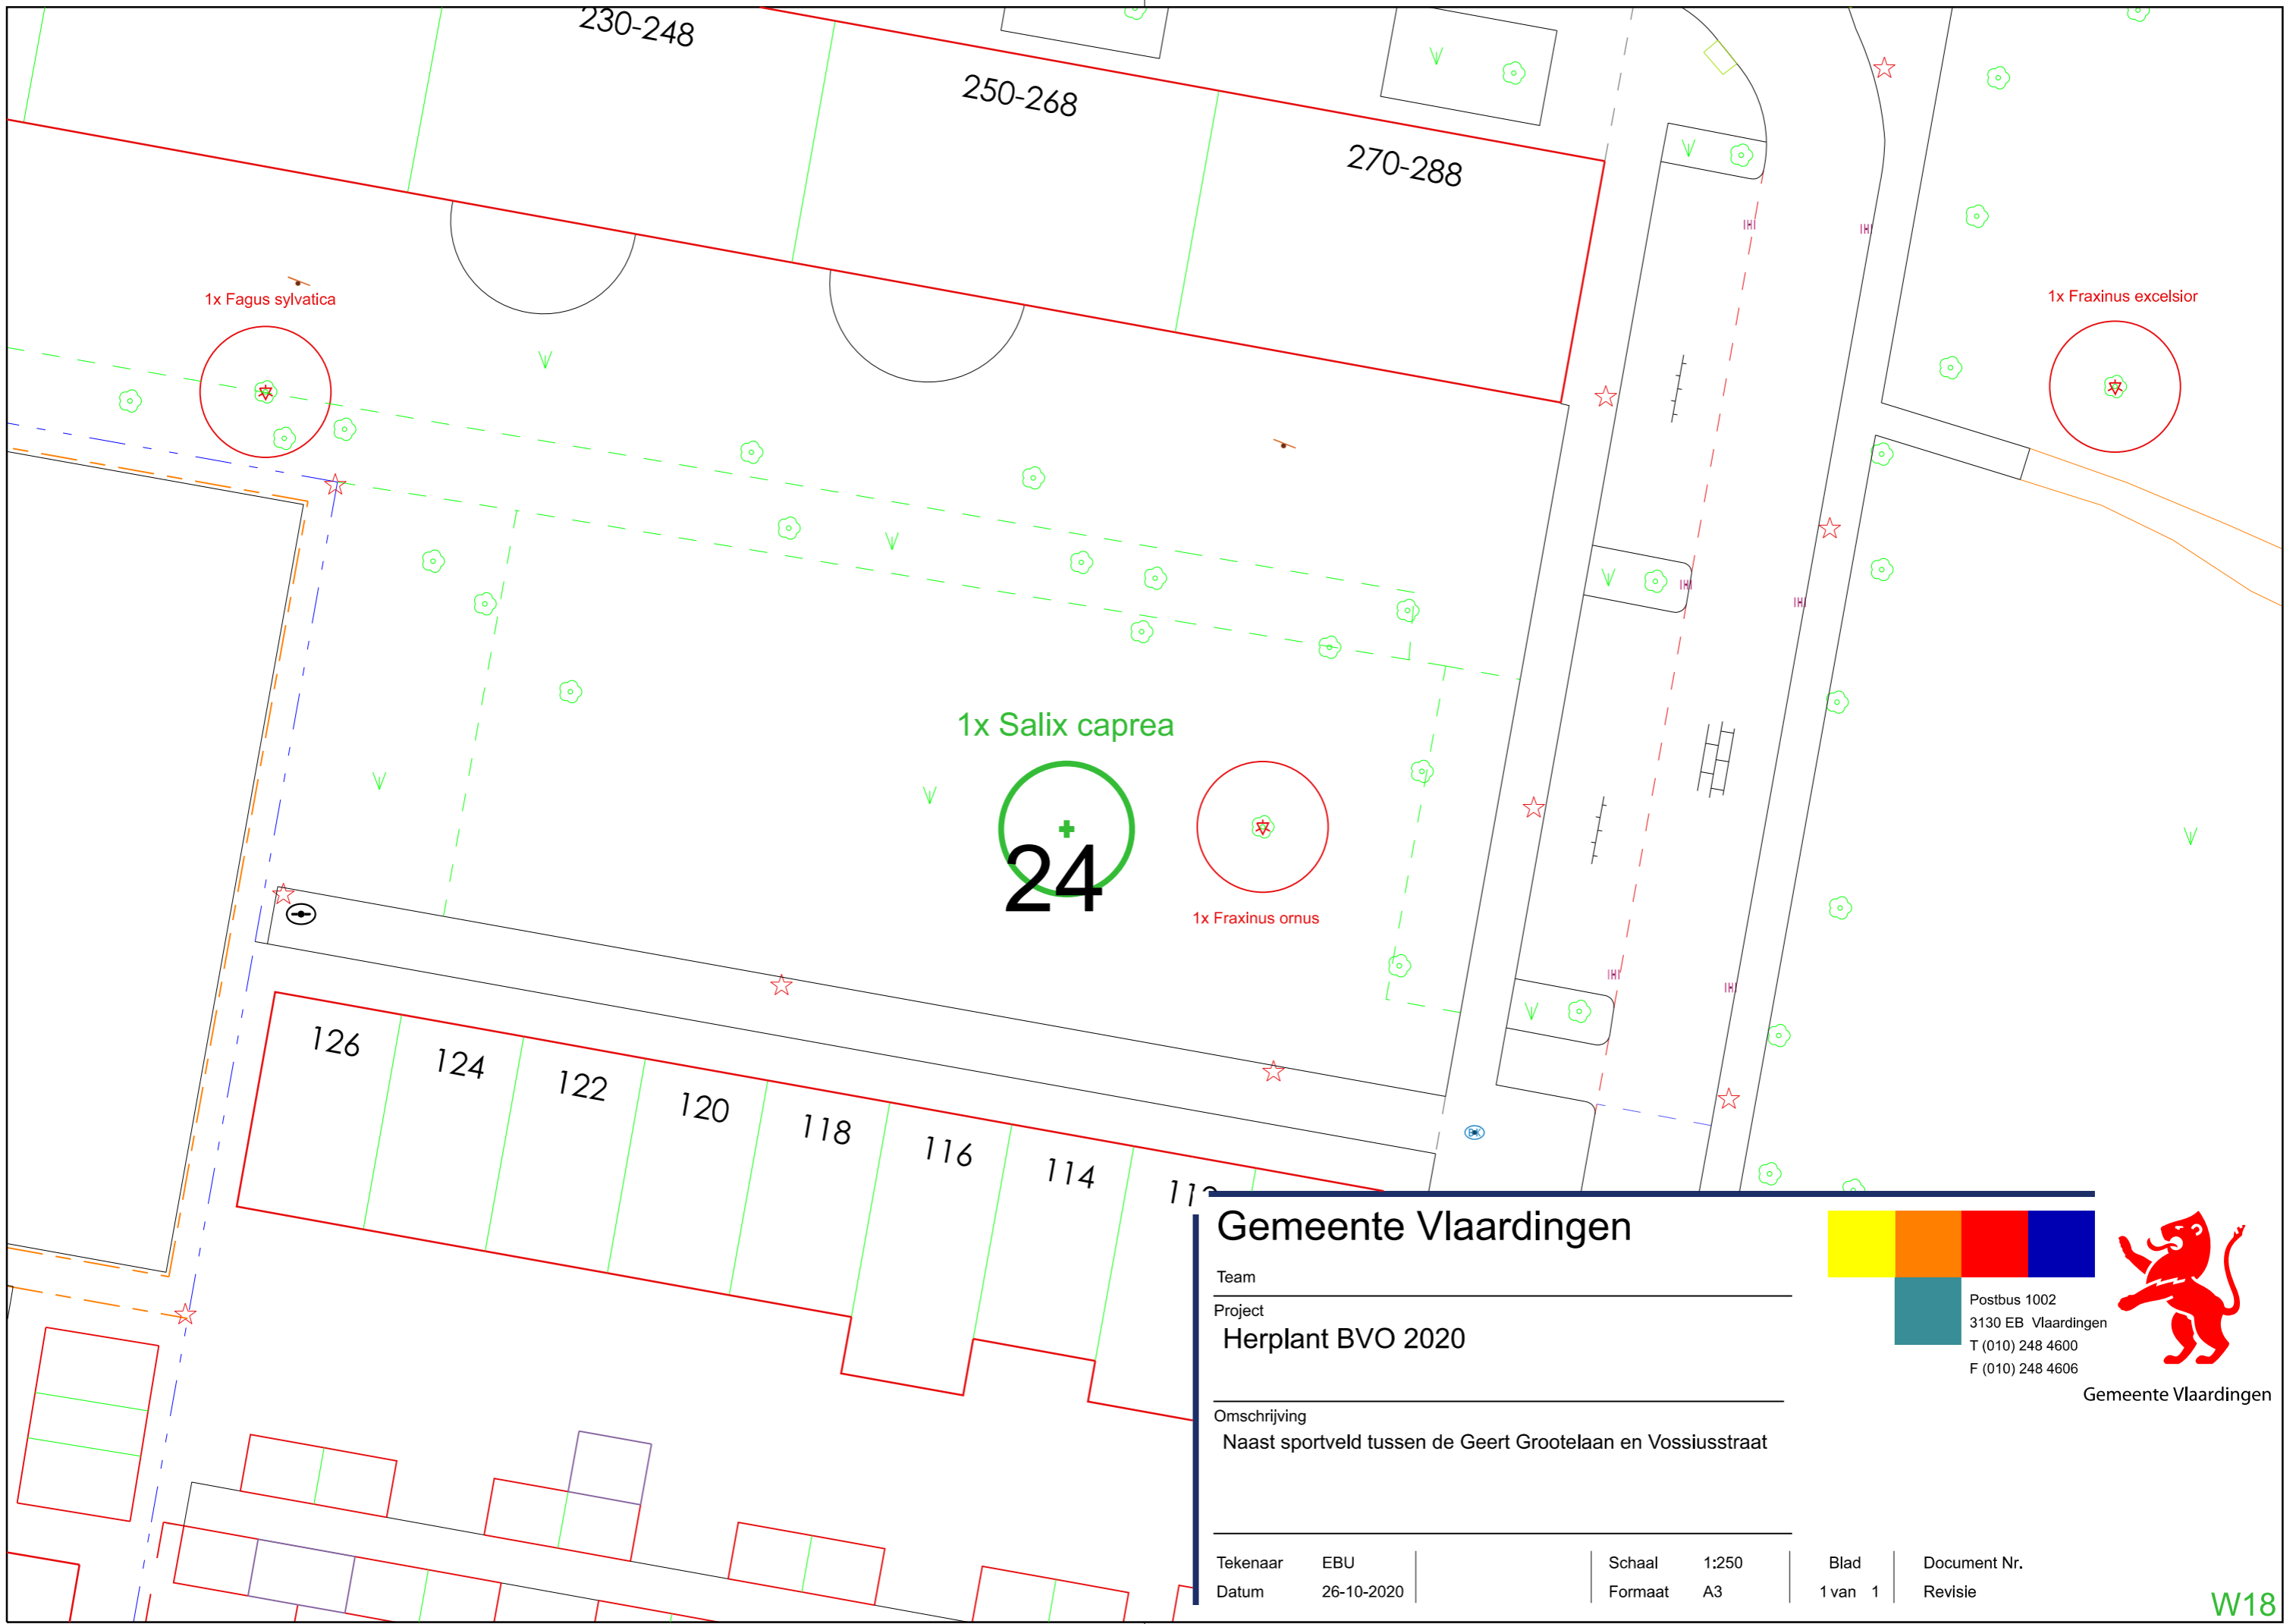 230-248
250-268
270-288
1x Fagus sylvatica
1x Fraxinus excelsior
1x Salix caprea
24
1x Fraxinus ornus
126
124
122
120
118
116
114
Gemeente Vlaardingen
Team
Project
Herplant BVO 2020
Postbus 1002
3130 EB Vlaardingen
T (010) 248 4600
F (010) 248 4606
Gemeente Vlaardingen
Omschrijving
Naast sportveld tussen de Geert Grootelaan en Vossiusstraat
Tekenaar EBU Schaal 1:250 Blad Document Nr.
Datum 26-10-2020 Formaat A3 1 van 1 Revisie
W18